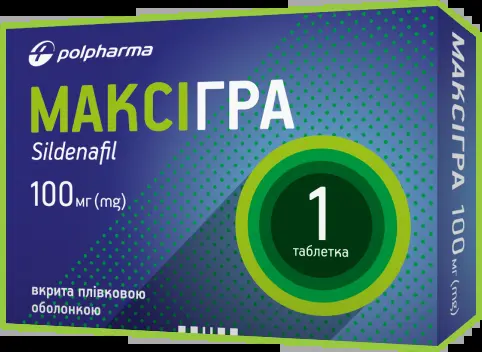 polpharma
МАКСІГРА
Sildenafil
100 мг (mg)
1
таблетка
вкрита плівковою
оболонкою
МАКСІГРА 100 мг (mg)